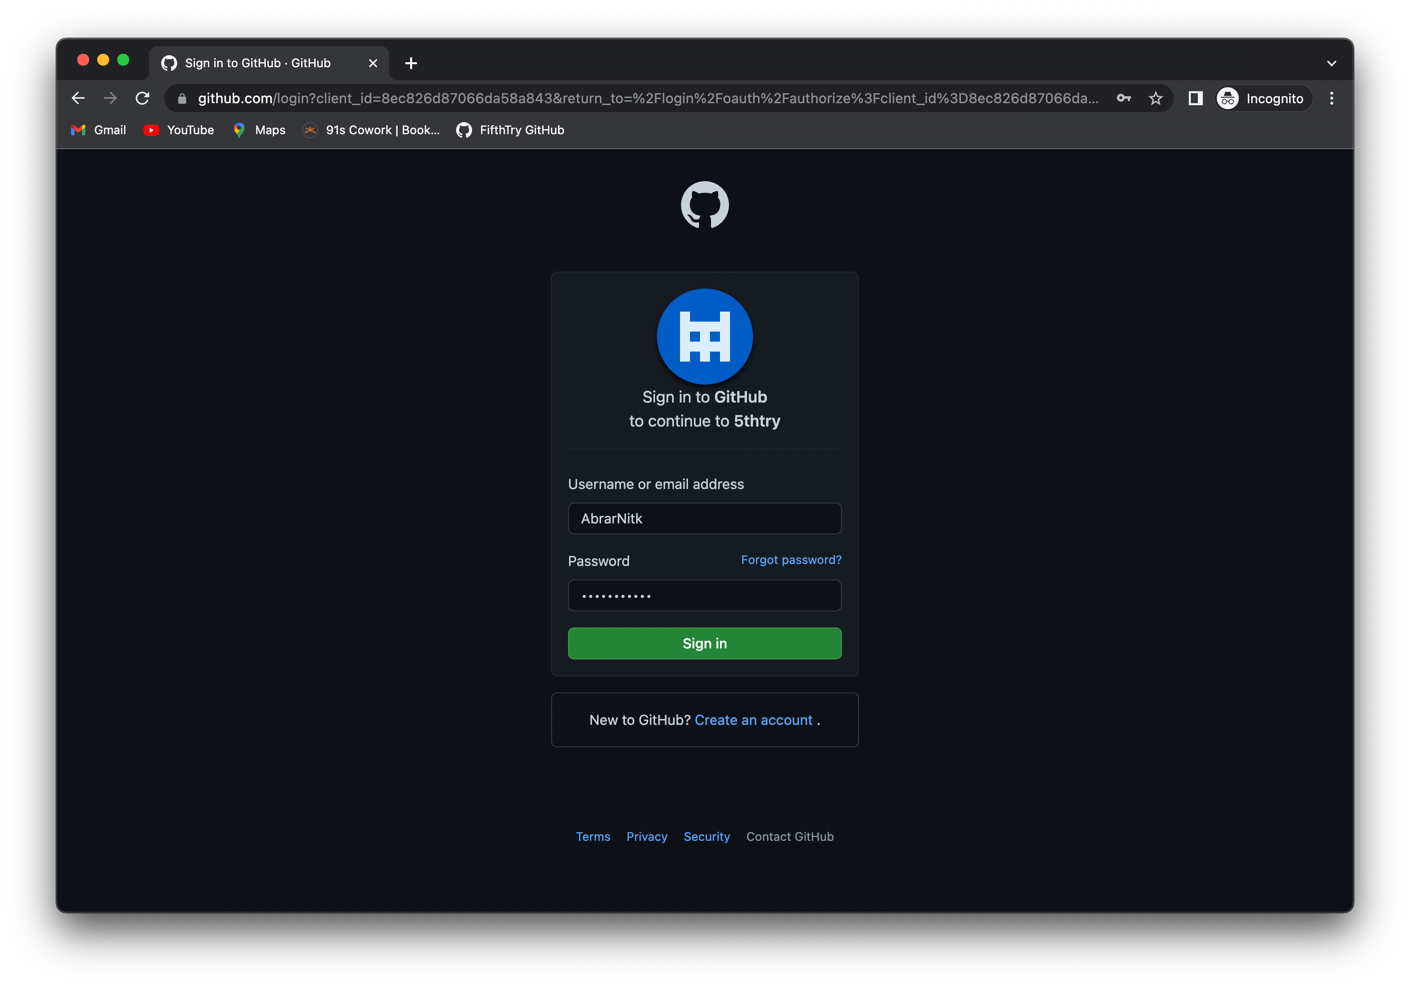 Sign in to GitHub · GitHub
github.com/login?client_id=8ec826d87066da58a843&return_to=%2Flogin%2Foauth%2Fauthorize%3Fclient_id%3D8ec826d87066da...
Incognito
Gmail
YouTube
Maps
91s Cowork | Book...
FifthTry GitHub
Sign in to GitHub
to continue to 5thtry
Username or email address
AbrarNitk
Password
Forgot password?
•••••••••••
Sign in
New to GitHub? Create an account .
Terms
Privacy
Security
Contact GitHub